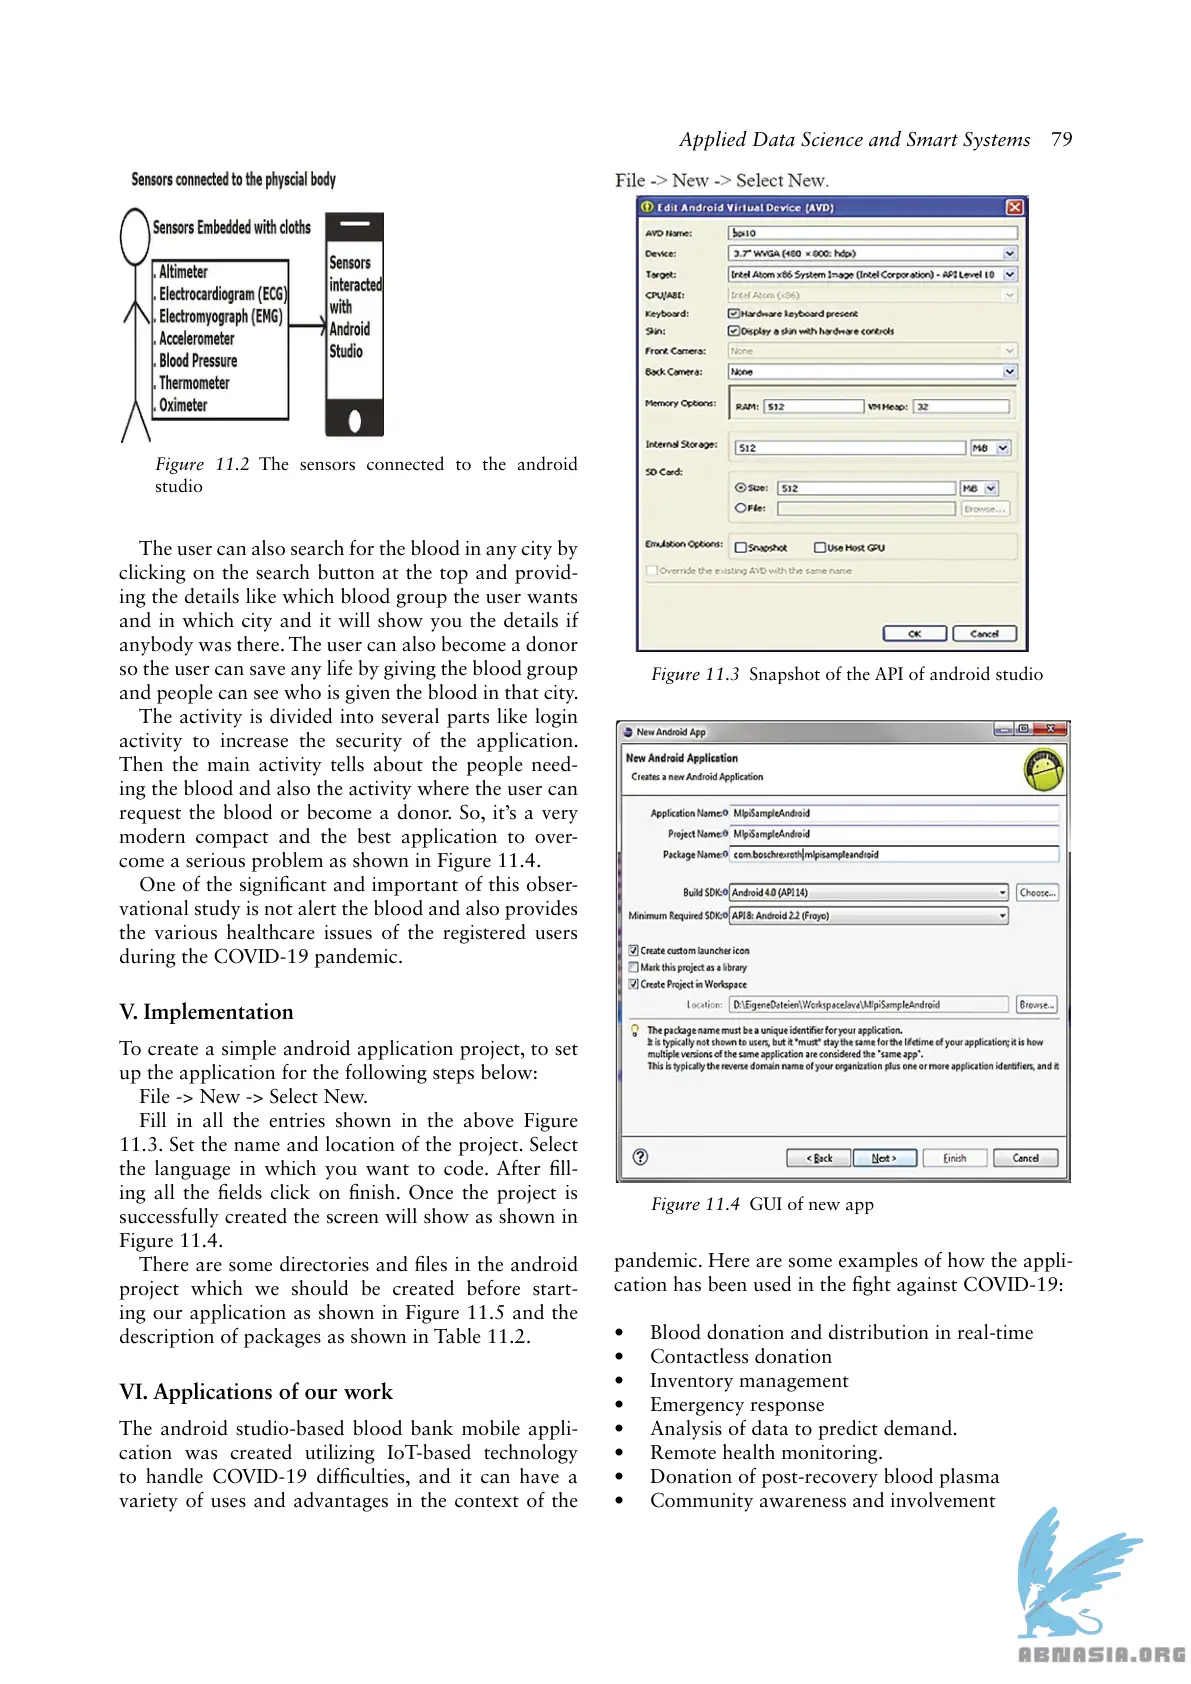 Applied Data Science and Smart Systems 79
Sensors connected to the physcial body
Sensors Embedded with cloths
. Altimeter
. Electrocardiogram (ECG)
. Electromyograph (EMG)
. Accelerometer
. Blood Pressure
. Thermometer
. Oximeter
Sensors
interacted
with
Android
Studio
Figure 11.2 The sensors connected to the android
studio
The user can also search for the blood in any city by
clicking on the search button at the top and provid-
ing the details like which blood group the user wants
and in which city and it will show you the details if
anybody was there. The user can also become a donor
so the user can save any life by giving the blood group
and people can see who is given the blood in that city.
The activity is divided into several parts like login
activity to increase the security of the application.
Then the main activity tells about the people need-
ing the blood and also the activity where the user can
request the blood or become a donor. So, it's a very
modern compact and the best application to over-
come a serious problem as shown in Figure 11.4.
One of the significant and important of this obser-
vational study is not alert the blood and also provides
the various healthcare issues of the registered users
during the COVID-19 pandemic.
V. Implementation
To create a simple android application project, to set
up the application for the following steps below:
File -> New -> Select New.
Fill in all the entries shown in the above Figure
11.3. Set the name and location of the project. Select
the language in which you want to code. After fill-
ing all the fields click on finish. Once the project is
successfully created the screen will show as shown in
Figure 11.4.
There are some directories and files in the android
project which we should be created before start-
ing our application as shown in Figure 11.5 and the
description of packages as shown in Table 11.2.
VI. Applications of our work
The android studio-based blood bank mobile appli-
cation was created utilizing IoT-based technology
to handle COVID-19 difficulties, and it can have a
variety of uses and advantages in the context of the
File -> New -> Select New.
Edit Android Virtual Device (AVD)
AVD Name:
Device: 3.7" WVGA (480 x 800: hdpi)
Target: Intel Atom x86 System Image (Intel Corporation) - API Level 10
CPU/ABI: Intel Atom (x86)
Keyboard: Hardware keyboard present
Skin: Display a skin with hardware controls
Front Camera: None
Back Camera: None
Memory Options: RAM: 512 VM Heap: 32
Internal Storage: 512 MiB
SD Card:
Size: 512 MiB
File: Browse...
Emulation Options: Snapshot Use Host GPU
Override the existing AVD with the same name
OK Cancel
Figure 11.3 Snapshot of the API of android studio
New Android App
New Android Application
Creates a new Android Application
Application Name: MlpiSampleAndroid
Project Name: MlpiSampleAndroid
Package Name: com.boschrexroth.mlpisampleandroid
Build SDK: Android 4.0 (API 14) Choose...
Minimum Required SDK: API 8: Android 2.2 (Froyo)
Create custom launcher icon
Mark this project as a library
Create Project in Workspace
Location: D:\EigeneDateien\WorkspaceJava\MlpiSampleAndroid Browse...
The package name must be a unique identifier for your application.
It is typically not shown to users, but it *must* stay the same for the lifetime of your application; it is how
multiple versions of the same application are considered the "same app".
This is typically the reverse domain name of your organization plus one or more application identifiers, and it
? < Back Next > Finish Cancel
Figure 11.4 GUI of new app
pandemic. Here are some examples of how the appli-
cation has been used in the fight against COVID-19:
• Blood donation and distribution in real-time
• Contactless donation
• Inventory management
• Emergency response
• Analysis of data to predict demand.
• Remote health monitoring.
• Donation of post-recovery blood plasma
• Community awareness and involvement
ABNASIA.ORG